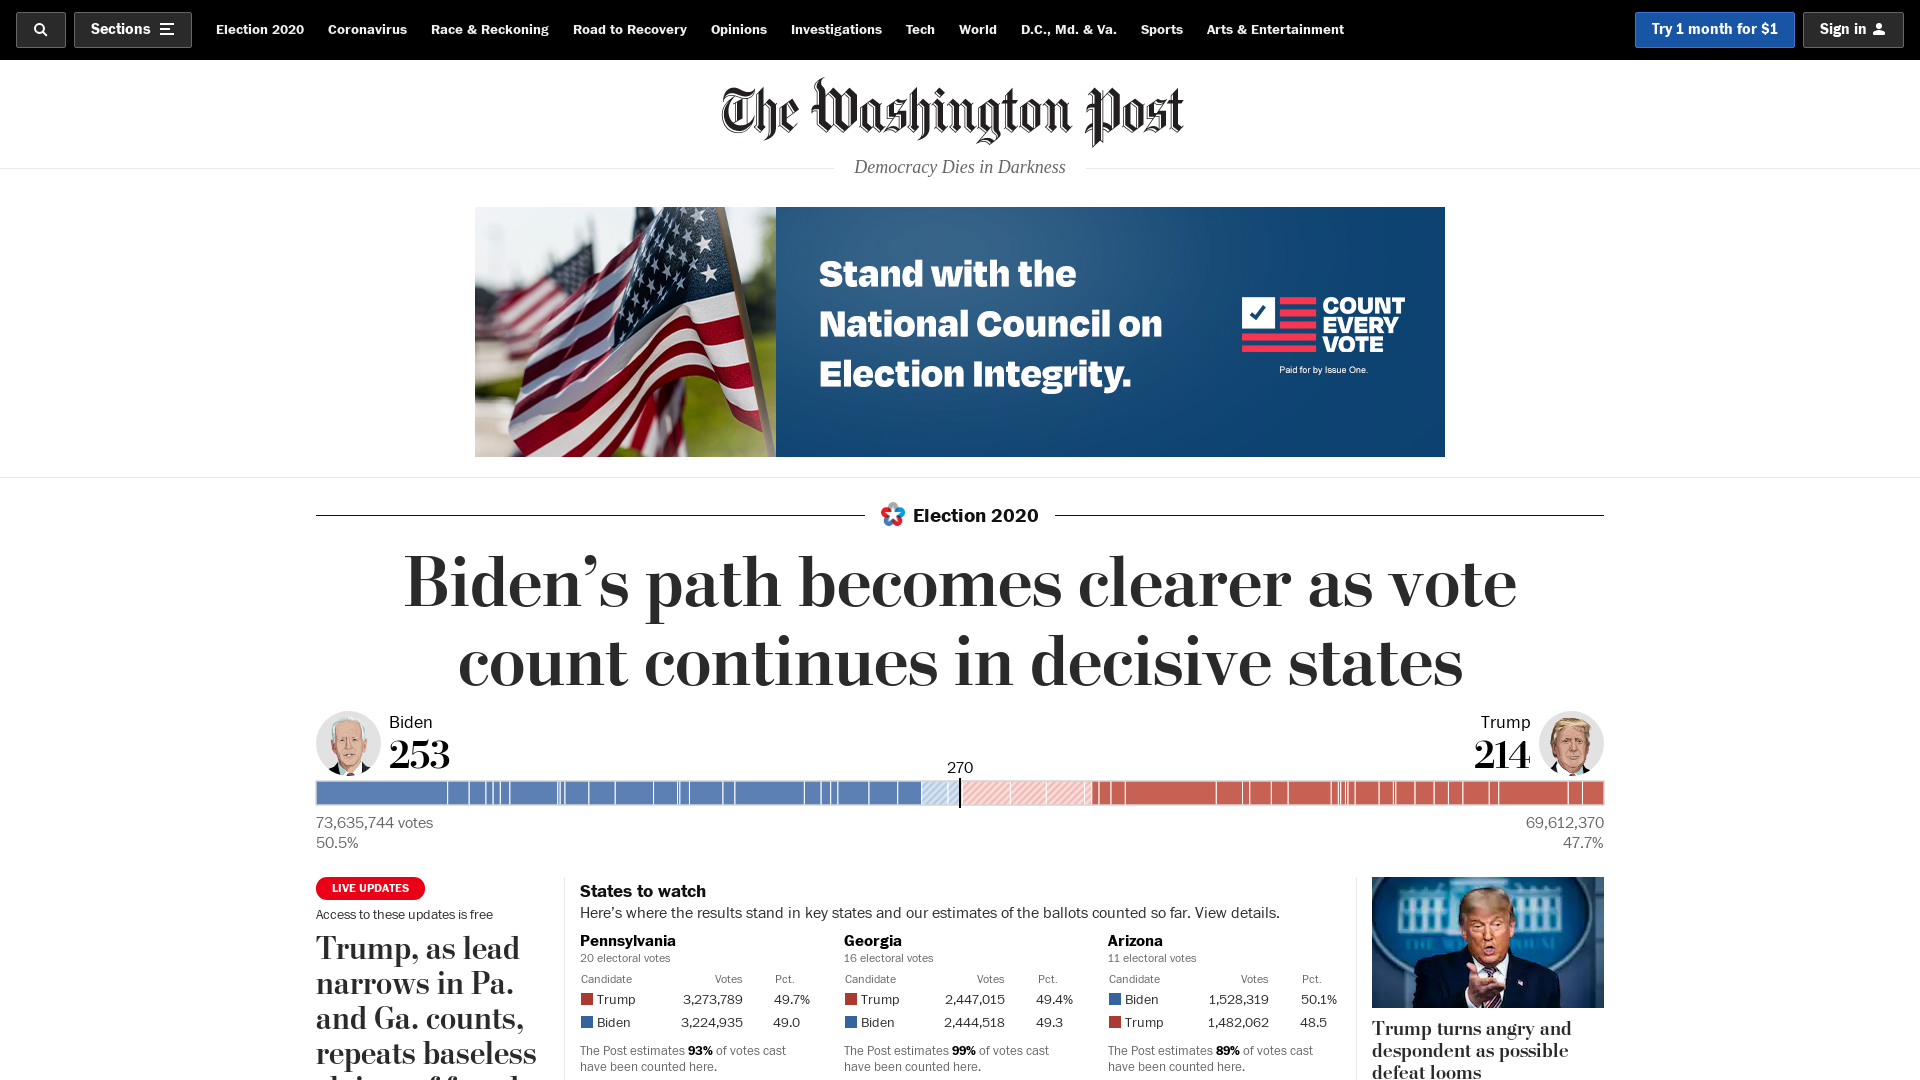 Sections
Election 2020
Coronavirus
Race & Reckoning
Road to Recovery
Opinions
Investigations
Tech
World
D.C., Md. & Va.
Sports
Arts & Entertainment
Try 1 month for $1
Sign in
The Washington Post
Democracy Dies in Darkness
Stand with the
National Council on
Election Integrity.
COUNT
EVERY
VOTE
Paid for by Issue One.
Election 2020
Biden’s path becomes clearer as vote
count continues in decisive states
Biden
253
Trump
214
270
73,635,744 votes
50.5%
69,612,370
47.7%
LIVE UPDATES
Access to these updates is free
Trump, as lead
narrows in Pa.
and Ga. counts,
repeats baseless
States to watch
Here’s where the results stand in key states and our estimates of the ballots counted so far. View details.
Pennsylvania
20 electoral votes
Candidate Votes Pct.
Trump 3,273,789 49.7%
Biden 3,224,935 49.0
The Post estimates 93% of votes cast
have been counted here.
Georgia
16 electoral votes
Candidate Votes Pct.
Trump 2,447,015 49.4%
Biden 2,444,518 49.3
The Post estimates 99% of votes cast
have been counted here.
Arizona
11 electoral votes
Candidate Votes Pct.
Biden 1,528,319 50.1%
Trump 1,482,062 48.5
The Post estimates 89% of votes cast
have been counted here.
Trump turns angry and
despondent as possible
defeat looms